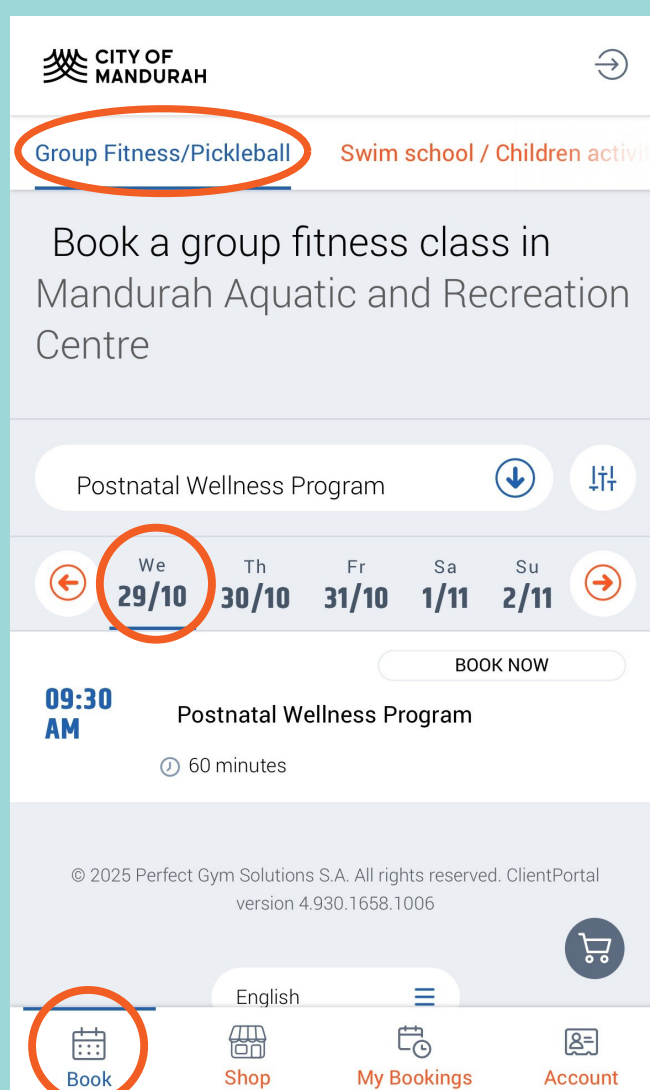 CITY OF
MANDURAH
Group Fitness/Pickleball
Swim school / Children activi
Book a group fitness class in
Mandurah Aquatic and Recreation
Centre
Postnatal Wellness Program
We Th Fr Sa Su
29/10 30/10 31/10 1/11 2/11
BOOK NOW
09:30
AM
Postnatal Wellness Program
60 minutes
© 2025 Perfect Gym Solutions S.A. All rights reserved. ClientPortal
version 4.930.1658.1006
English
Book Shop My Bookings Account